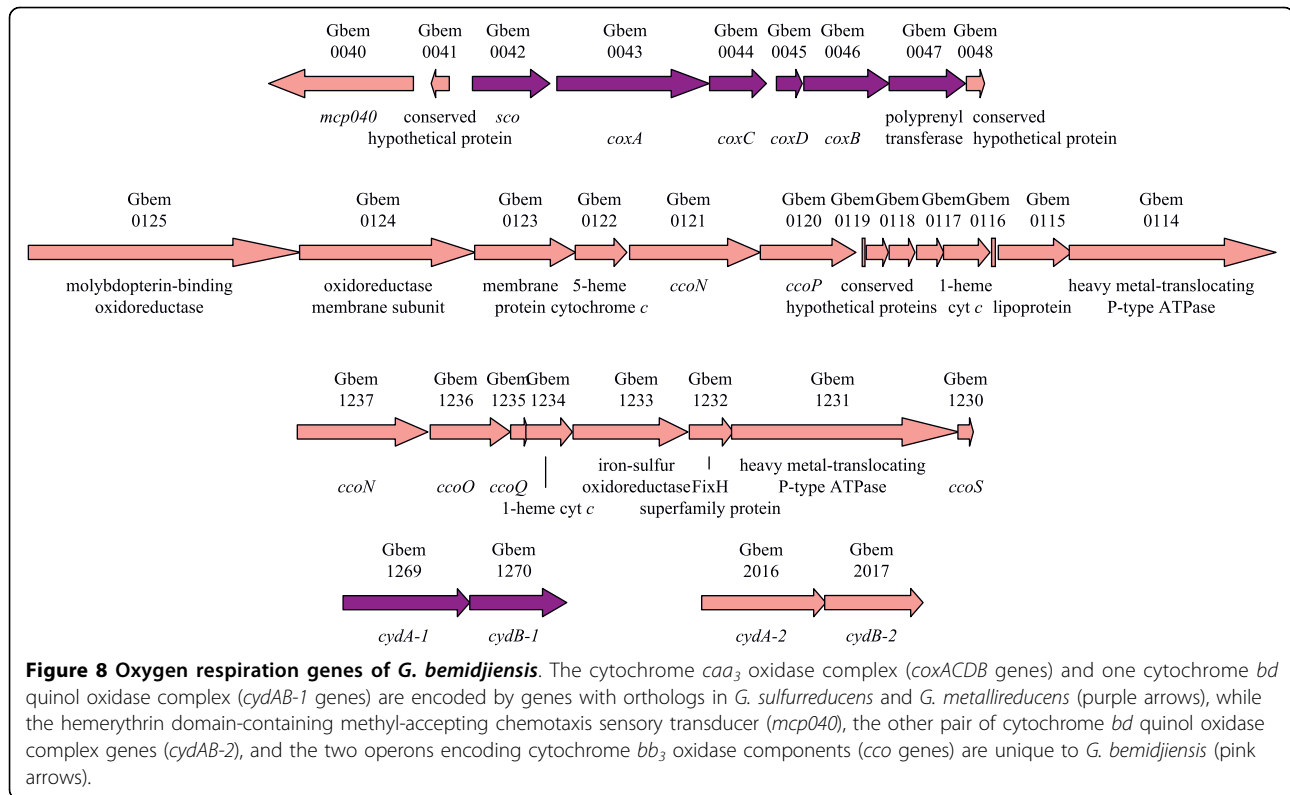 Gbem Gbem Gbem Gbem Gbem Gbem Gbem Gbem Gbem
0040 0041 0042 0043 0044 0045 0046 0047 0048
mcp040 conserved sco polyprenyl conserved
hypothetical protein coxA coxC coxD coxB transferase hypothetical protein
Gbem Gbem Gbem Gbem Gbem Gbem Gbem Gbem Gbem Gbem Gbem Gbem
0125 0124 0123 0122 0121 0120 0119 0118 0117 0116 0115 0114
molybdopterin-binding oxidoreductase membrane 5-heme ccoN ccoP conserved 1-heme heavy metal-translocating
oxidoreductase membrane subunit protein cytochrome c hypothetical proteins cyt c lipoprotein P-type ATPase
Gbem Gbem Gbem Gbem Gbem Gbem Gbem Gbem
1237 1236 1235 1234 1233 1232 1231 1230
iron-sulfur heavy metal-translocating
ccoN ccoO ccoQ oxidoreductase FixH P-type ATPase ccoS
1-heme cyt c superfamily protein
Gbem Gbem Gbem Gbem
1269 1270 2016 2017
cydA-1 cydB-1 cydA-2 cydB-2
Figure 8 Oxygen respiration genes of G. bemidjiensis. The cytochrome caa₃ oxidase complex (coxACDB genes) and one cytochrome bd
quinol oxidase complex (cydAB-1 genes) are encoded by genes with orthologs in G. sulfurreducens and G. metallireducens (purple arrows), while
the hemerythrin domain-containing methyl-accepting chemotaxis sensory transducer (mcp040), the other pair of cytochrome bd quinol oxidase
complex genes (cydAB-2), and the two operons encoding cytochrome bb₃ oxidase components (cco genes) are unique to G. bemidjiensis (pink
arrows).